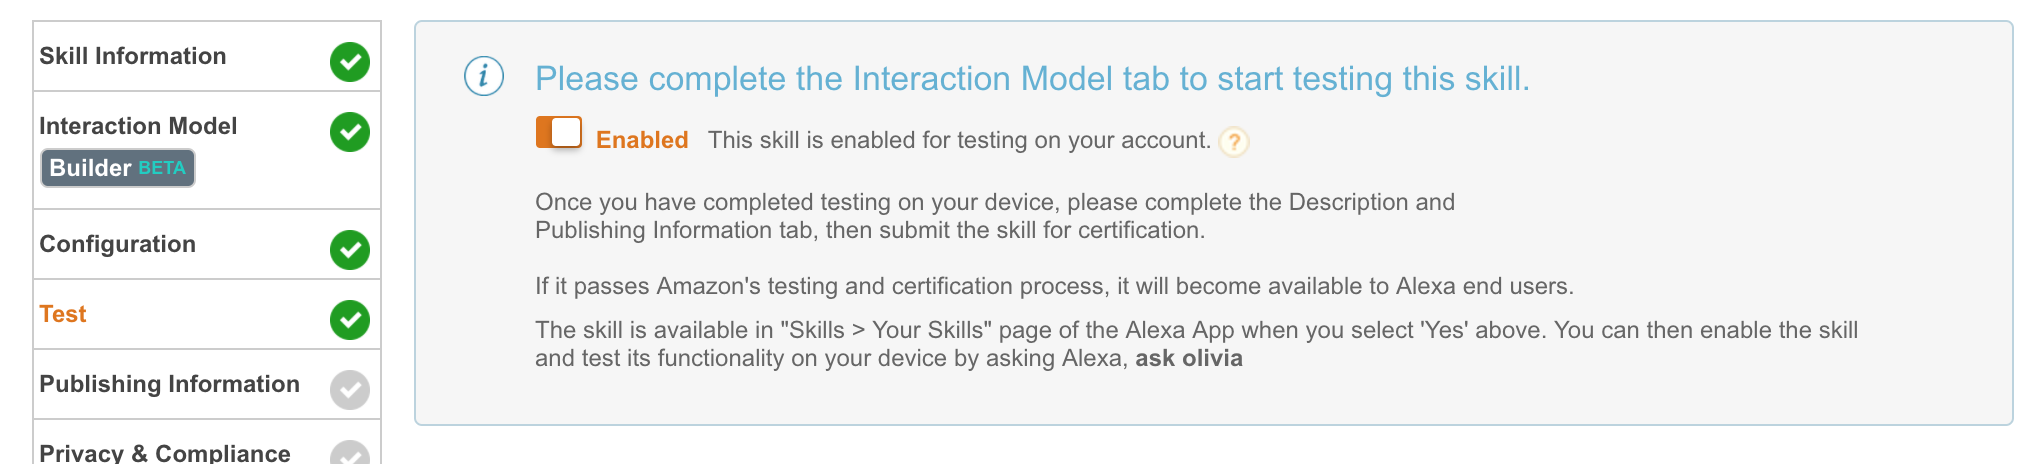 Skill Information
Interaction Model
Builder BETA
Configuration
Test
Publishing Information
Privacy & Compliance
i
Please complete the Interaction Model tab to start testing this skill.
Enabled This skill is enabled for testing on your account. ?
Once you have completed testing on your device, please complete the Description and
Publishing Information tab, then submit the skill for certification.
If it passes Amazon's testing and certification process, it will become available to Alexa end users.
The skill is available in "Skills > Your Skills" page of the Alexa App when you select 'Yes' above. You can then enable the skill
and test its functionality on your device by asking Alexa, ask olivia